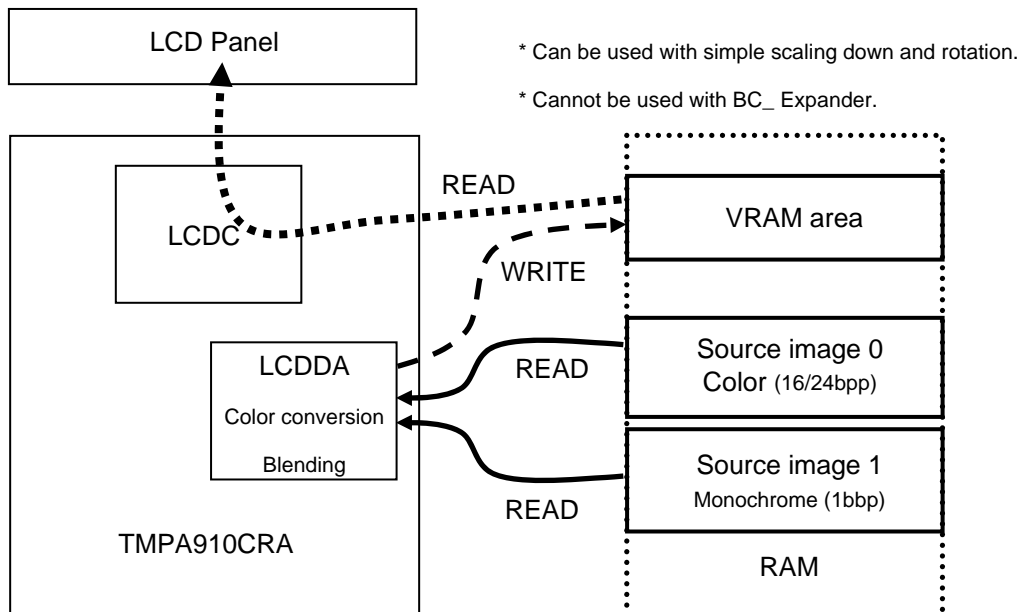 LCD Panel
* Can be used with simple scaling down and rotation.
* Cannot be used with BC_ Expander.
READ
VRAM area
LCDC
WRITE
LCDDA
Color conversion
Blending
READ
Source image 0
Color (16/24bpp)
Source image 1
Monochrome (1bbp)
READ
TMPA910CRA
RAM